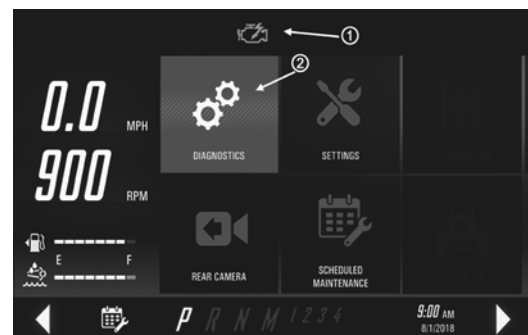 ①
②
0.0 MPH
DIAGNOSTICS
SETTINGS
900 RPM
E F
REAR CAMERA
SCHEDULED
MAINTENANCE
P R N M 1 2 3 4
9:00 AM
8/1/2018